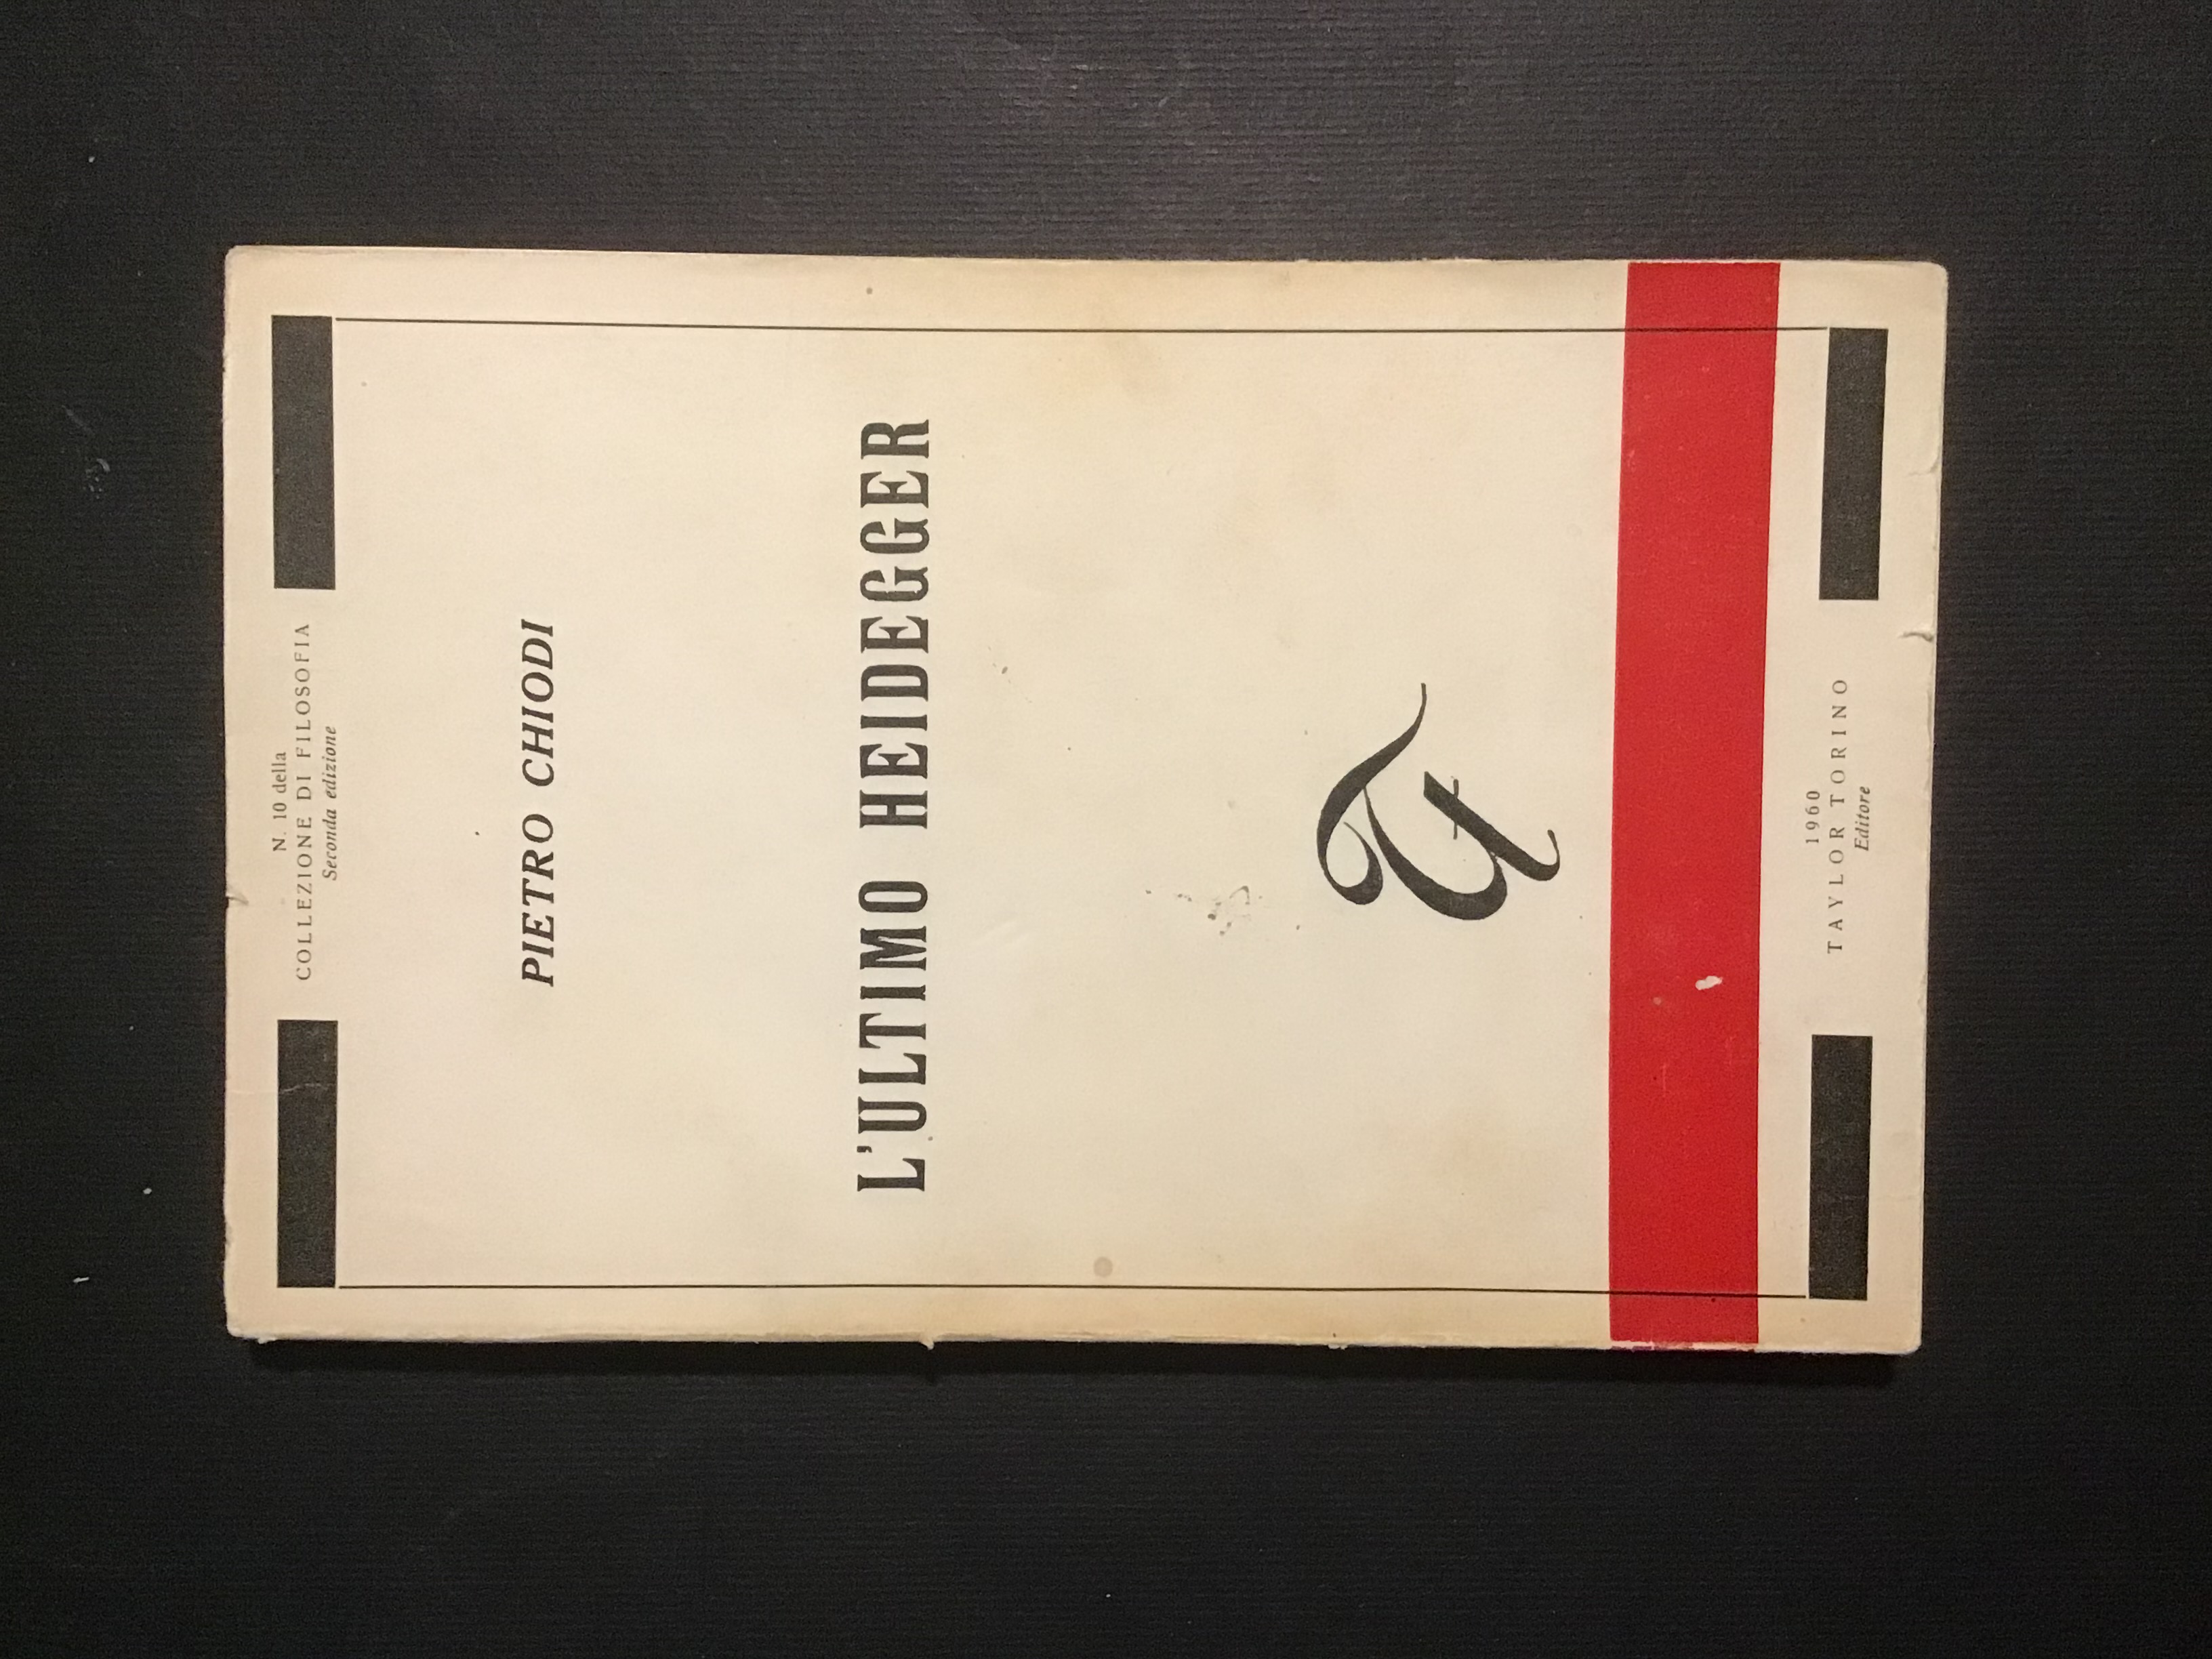 N. 10 della
COLLEZIONE DI FILOSOFIA
Seconda edizione
PIETRO CHIODI
L'ULTIMO HEIDEGGER
1960
TAYLOR TORINO
Editore